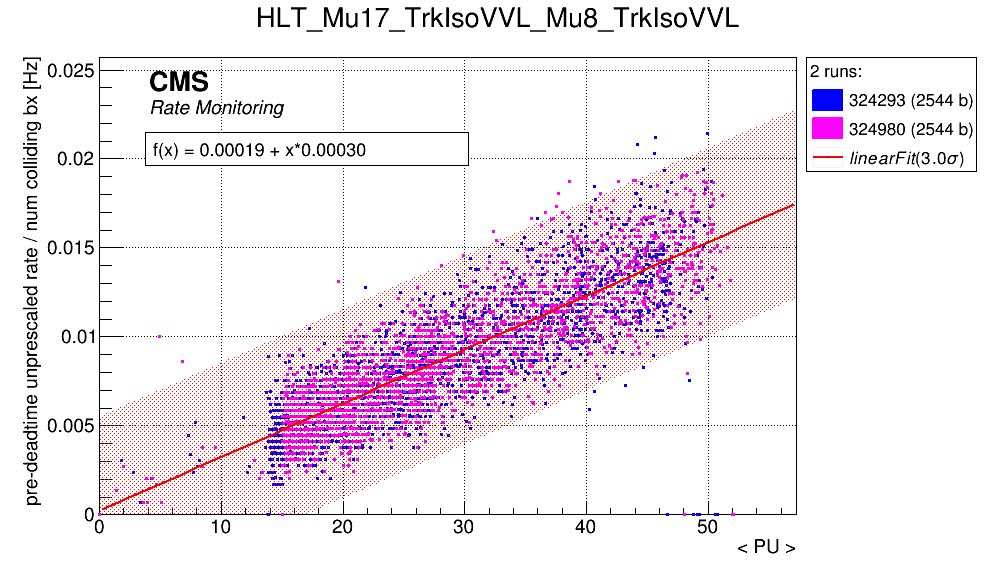 HLT_Mu17_TrkIsoVVL_Mu8_TrkIsoVVL
pre-deadtime unprescaled rate / num colliding bx [Hz]
0.025
0.02
0.015
0.01
0.005
0
CMS
Rate Monitoring
f(x) = 0.00019 + x*0.00030
2 runs:
324293 (2544 b)
324980 (2544 b)
linearFit(3.0σ)
0
10
20
30
40
50
< PU >